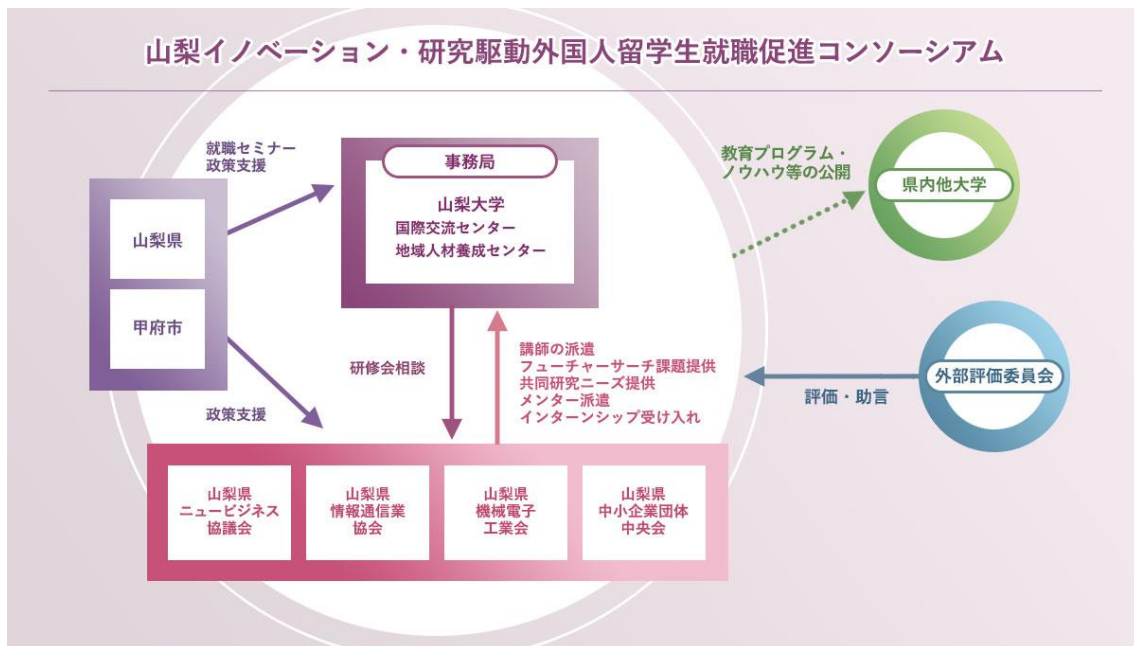 山梨イノベーション・研究駆動外国人留学生就職促進コンソーシアム
就職セミナー
政策支援
山梨県
甲府市
政策支援
事務局
山梨大学
国際交流センター
地域人材養成センター
研修会相談
講師の派遣
フューチャーサーチ課題提供
共同研究ニーズ提供
メンター派遣
インターンシップ受け入れ
山梨県
ニュービジネス
協議会
山梨県
情報通信業
協会
山梨県
機械電子
工業会
山梨県
中小企業団体
中央会
教育プログラム・
ノウハウ等の公開
県内他大学
外部評価委員会
評価・助言